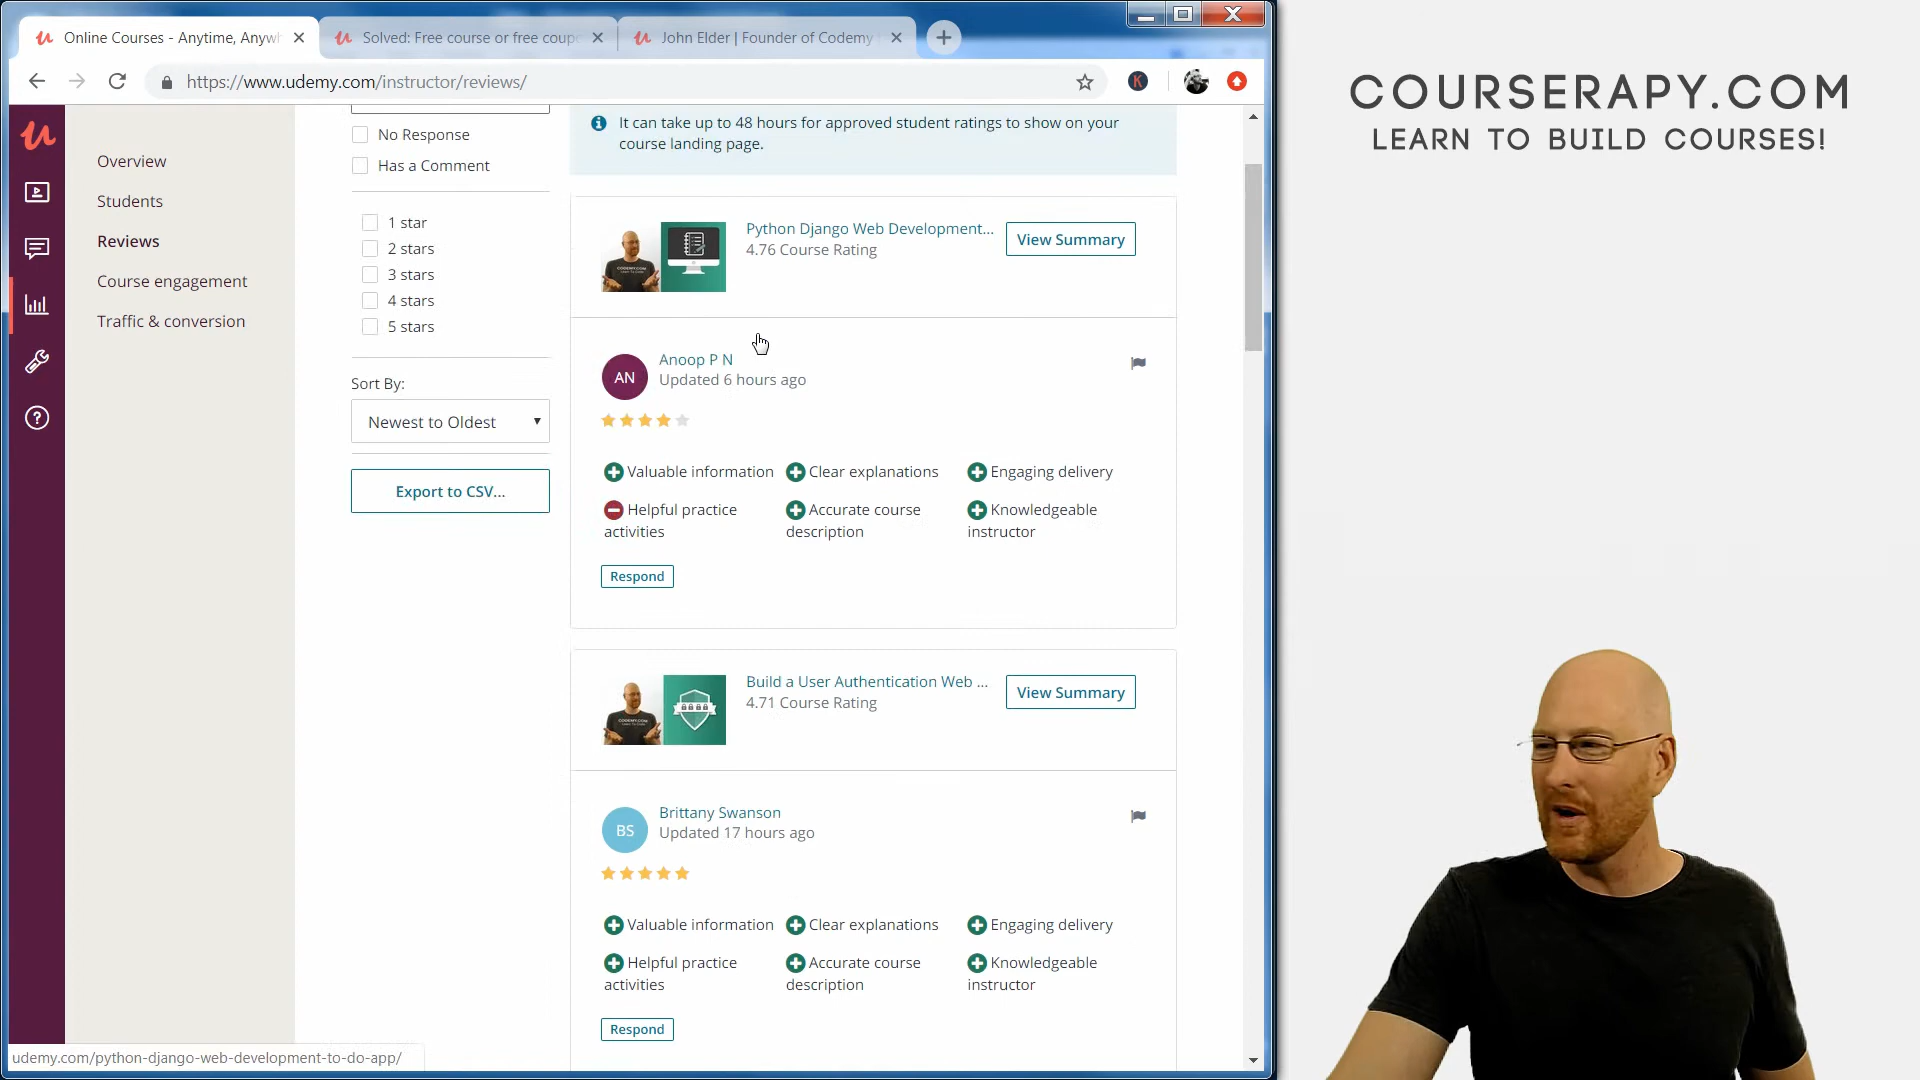 Online Courses - Anytime, Anywh
Solved: Free course or free coupo
John Elder | Founder of Codemy
https://www.udemy.com/instructor/reviews/
K
COURSERAPY.COM
LEARN TO BUILD COURSES!
Overview
Students
Reviews
Course engagement
Traffic & conversion
No Response
Has a Comment
1 star
2 stars
3 stars
4 stars
5 stars
Sort By:
Newest to Oldest
Export to CSV...
It can take up to 48 hours for approved student ratings to show on your
course landing page.
Python Django Web Development...
4.76 Course Rating
View Summary
AN
Anoop P N
Updated 6 hours ago
Valuable information
Clear explanations
Engaging delivery
Helpful practice
activities
Accurate course
description
Knowledgeable
instructor
Respond
Build a User Authentication Web ...
4.71 Course Rating
View Summary
BS
Brittany Swanson
Updated 17 hours ago
Valuable information
Clear explanations
Engaging delivery
Helpful practice
activities
Accurate course
description
Knowledgeable
instructor
Respond
udemy.com/python-django-web-development-to-do-app/